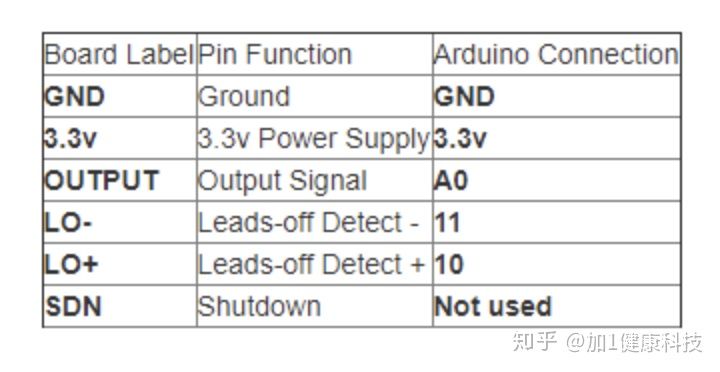 Board Label Pin Function Arduino Connection
GND Ground GND
3.3v 3.3v Power Supply 3.3v
OUTPUT Output Signal A0
LO- Leads-off Detect - 11
LO+ Leads-off Detect + 10
SDN Shutdown Not used
知乎 @加1健康科技